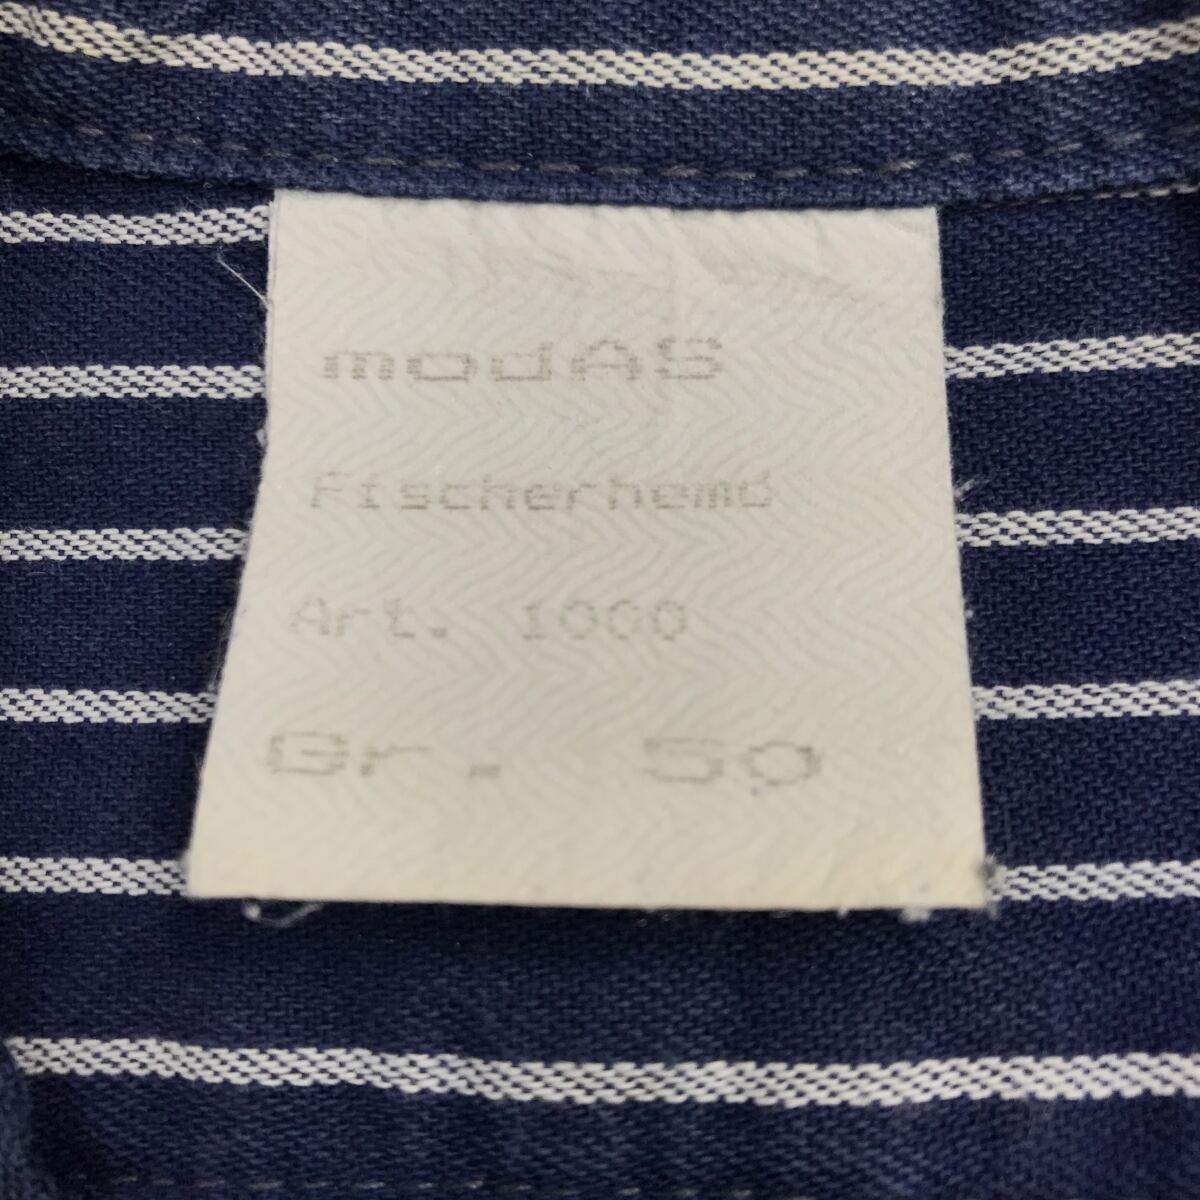 modAS
Fischerhemd
Art. 1000
Gr. 50